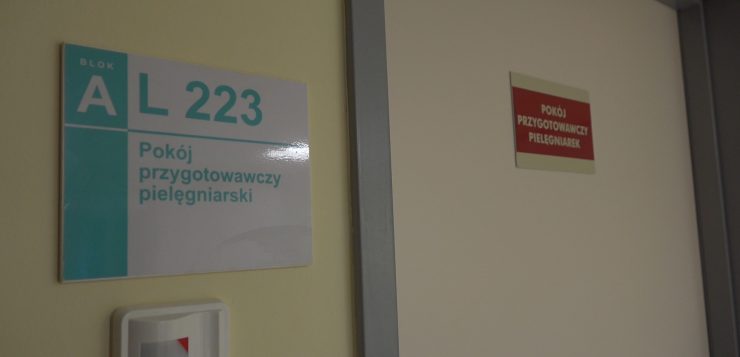 BLOK
A
L 223
Pokój
przygotowawczy
pielęgniarski
POKÓJ
PRZYGOTOWAWCZY
PIELĘGNIAREK